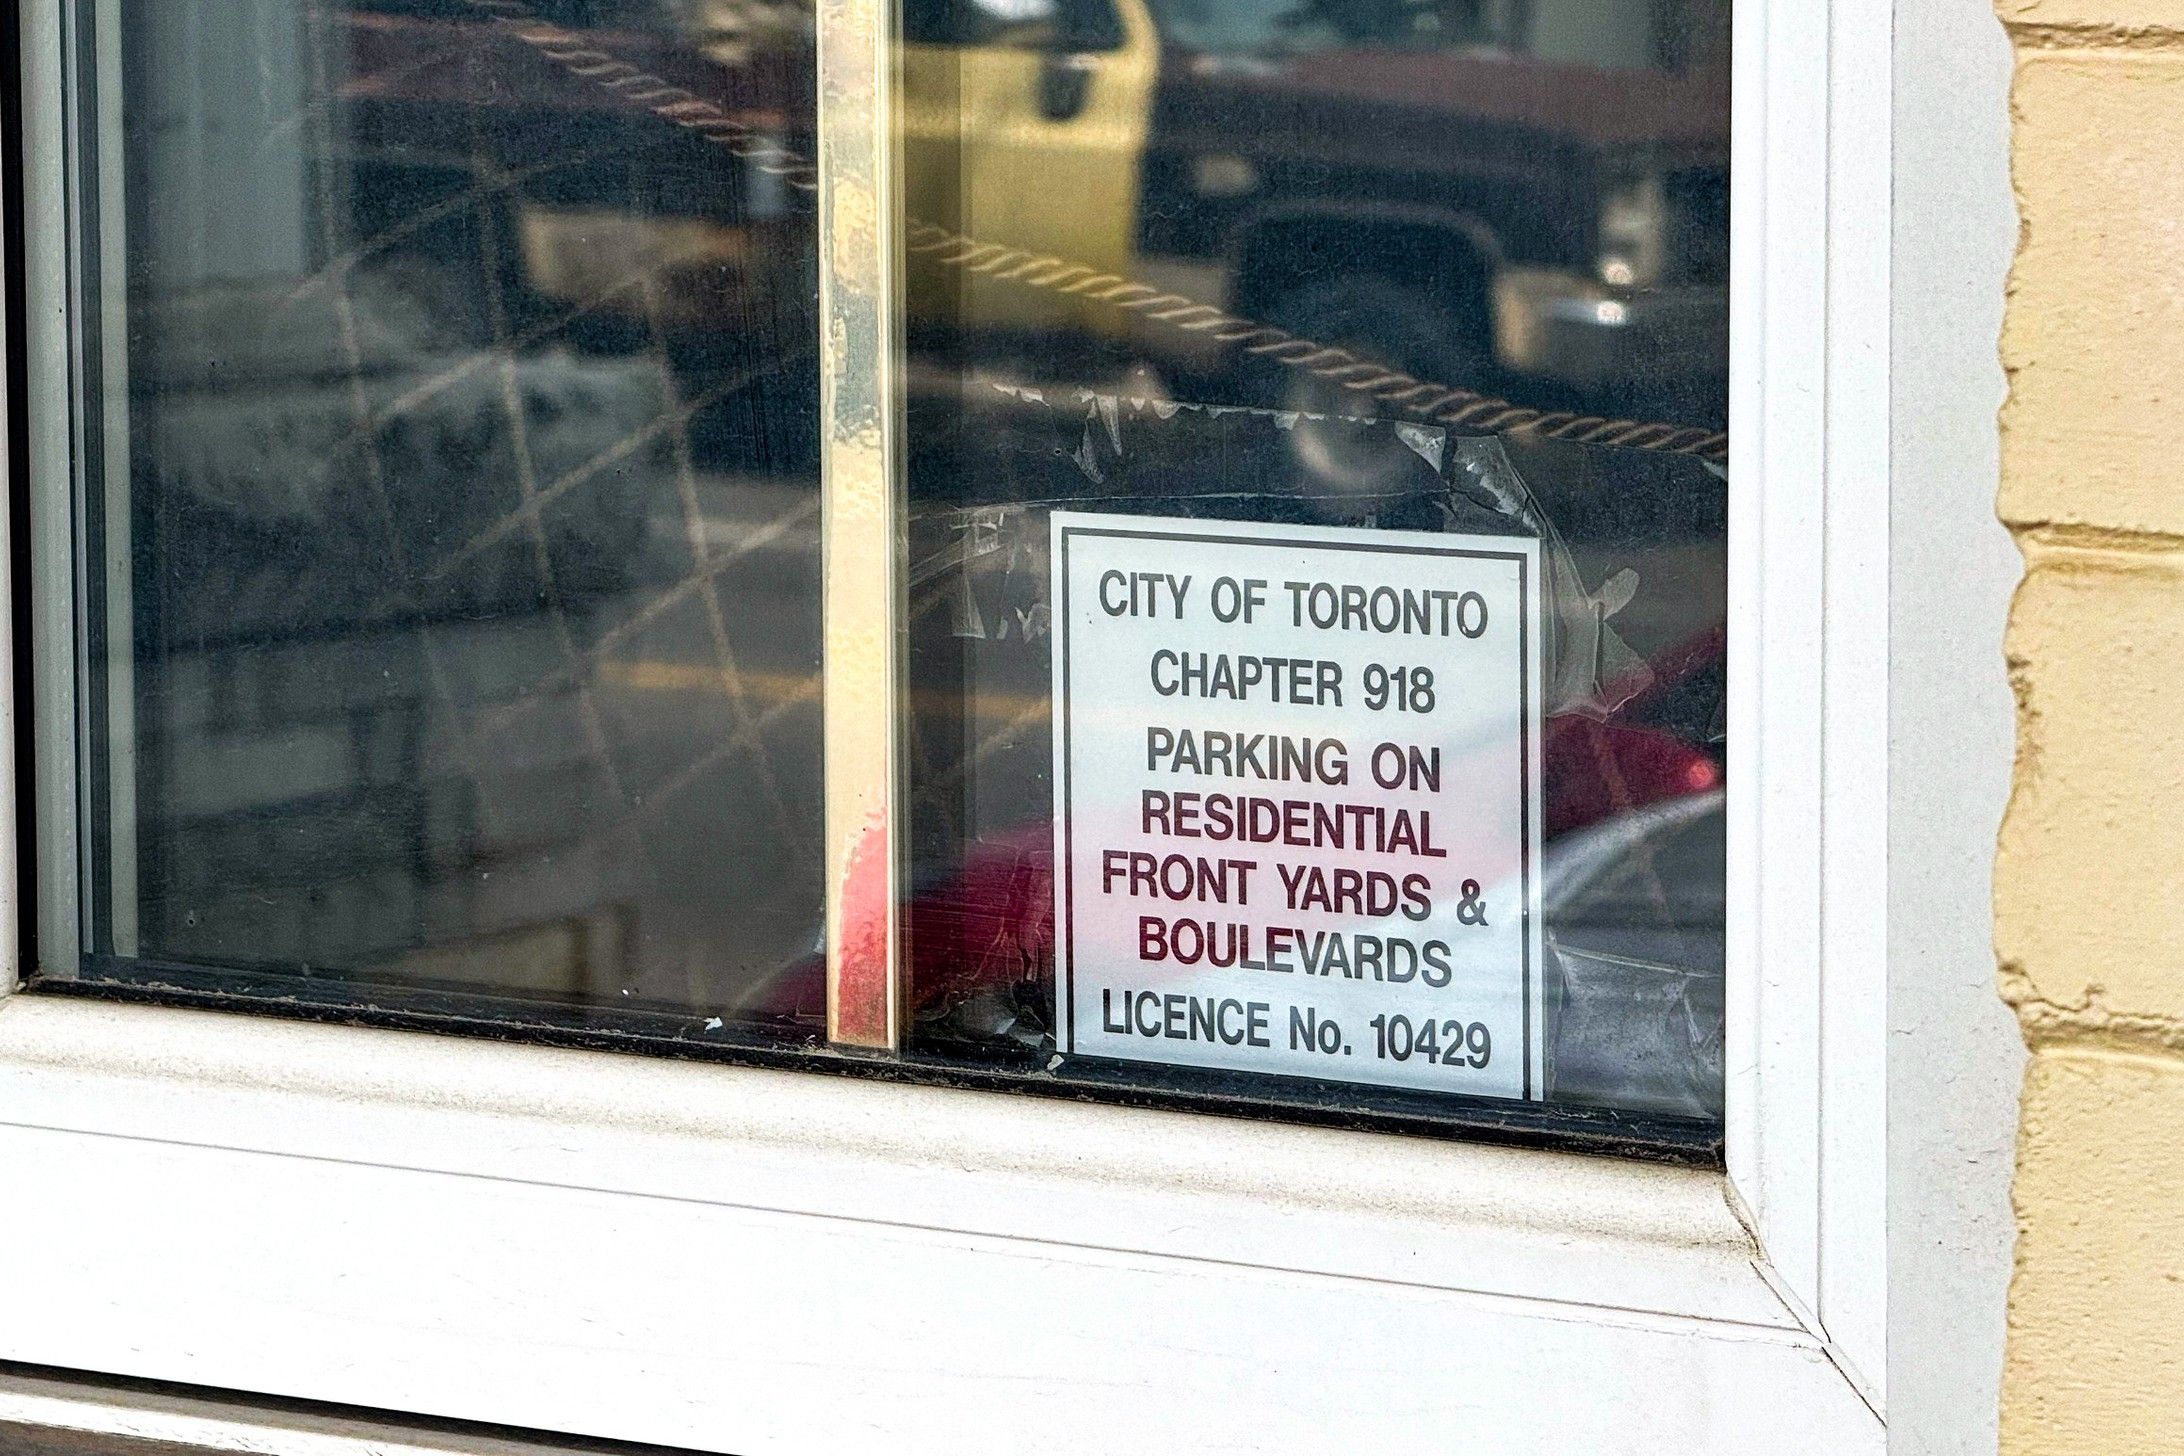 CITY OF TORONTO
CHAPTER 918
PARKING ON
RESIDENTIAL
FRONT YARDS &
BOULEVARDS
LICENCE No. 10429